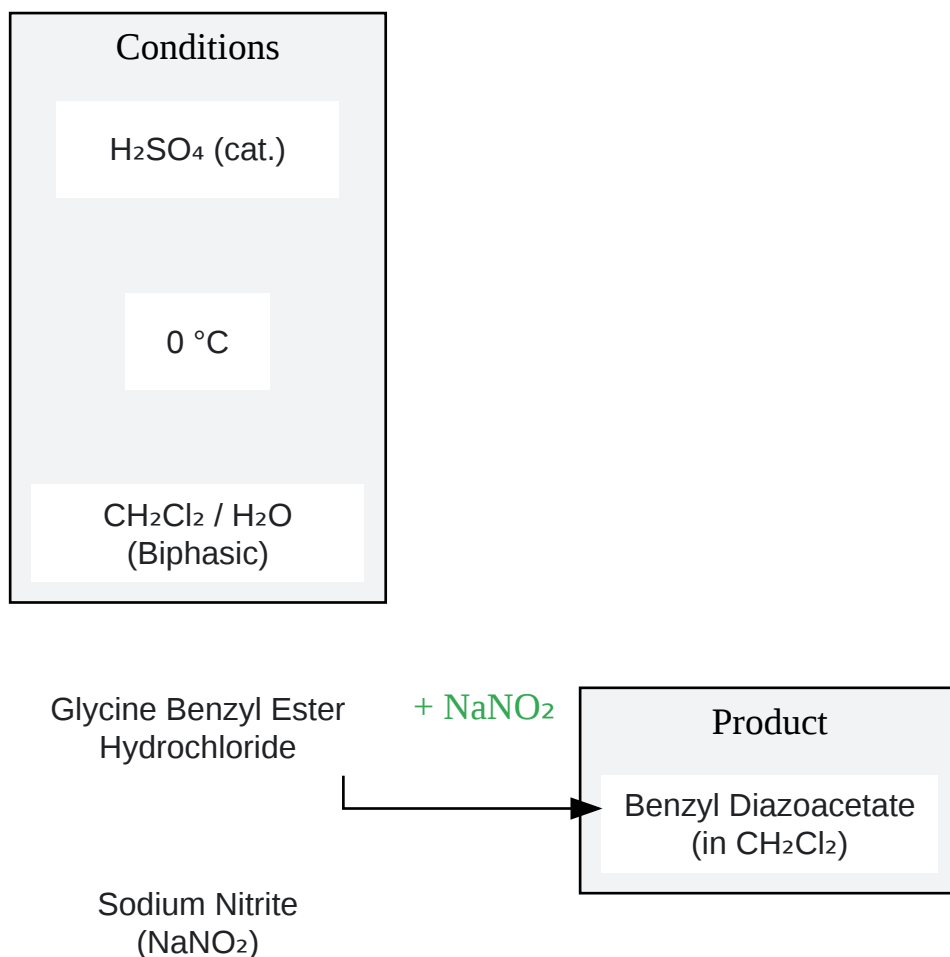 Conditions
H₂SO₄ (cat.)
0 °C
CH₂Cl₂ / H₂O
(Biphasic)
Glycine Benzyl Ester
Hydrochloride
+ NaNO₂
Product
Benzyl Diazoacetate
(in CH₂Cl₂)
Sodium Nitrite
(NaNO₂)